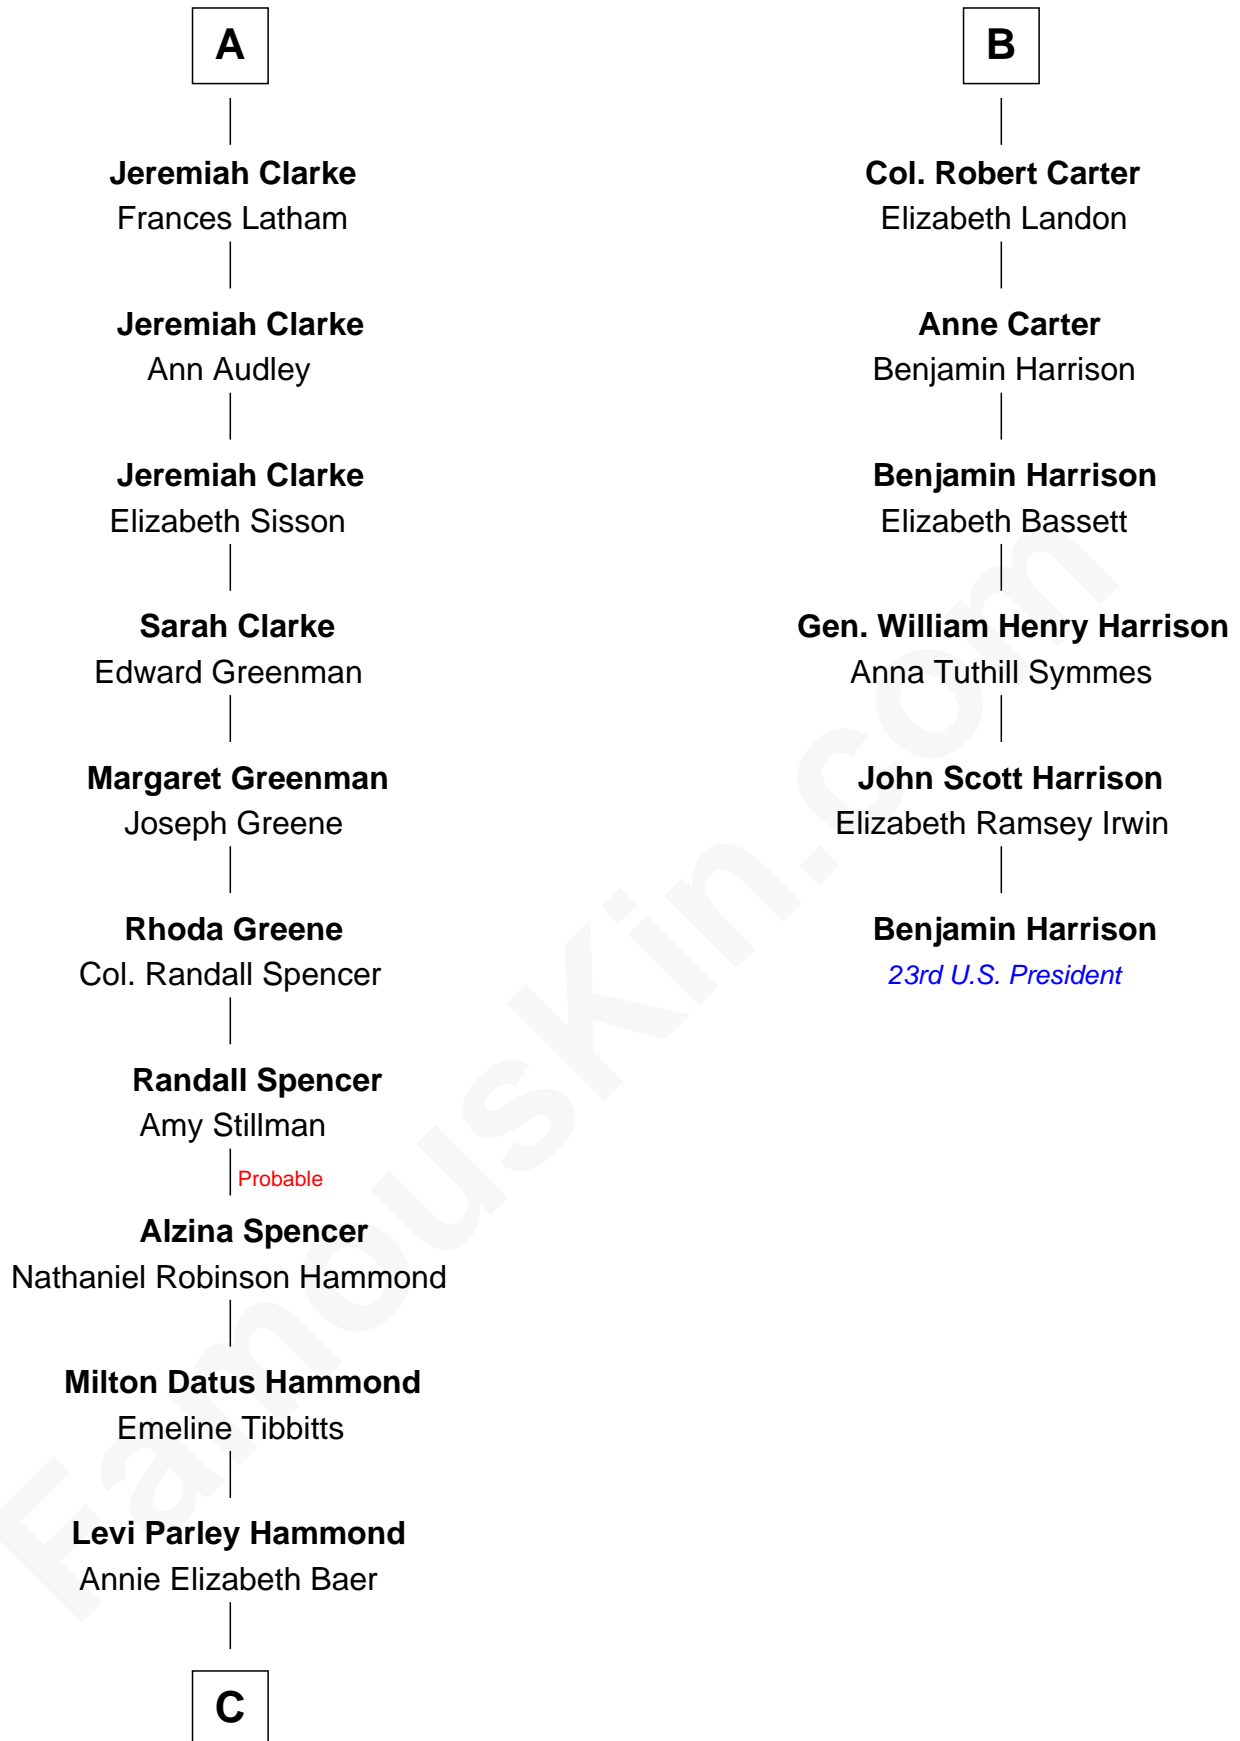 A
Jeremiah Clarke
Frances Latham
Jeremiah Clarke
Ann Audley
Jeremiah Clarke
Elizabeth Sisson
Sarah Clarke
Edward Greenman
Margaret Greenman
Joseph Greene
Rhoda Greene
Col. Randall Spencer
Randall Spencer
Amy Stillman
Probable
Alzina Spencer
Nathaniel Robinson Hammond
Milton Datus Hammond
Emeline Tibbitts
Levi Parley Hammond
Annie Elizabeth Baer
C
B
Col. Robert Carter
Elizabeth Landon
Anne Carter
Benjamin Harrison
Benjamin Harrison
Elizabeth Bassett
Gen. William Henry Harrison
Anna Tuthill Symmes
John Scott Harrison
Elizabeth Ramsey Irwin
Benjamin Harrison
23rd U.S. President
FamousKin.com